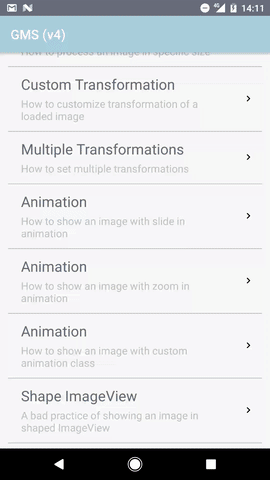 14:11
GMS (v4)
How to process an image in specific size
Custom Transformation
How to customize transformation of a
loaded image
Multiple Transformations
How to set multiple transformations
Animation
How to show an image with slide in
animation
Animation
How to show an image with zoom in
animation
Animation
How to show an image with custom
animation class
Shape ImageView
A bad practice of showing an image in
shaped ImageView